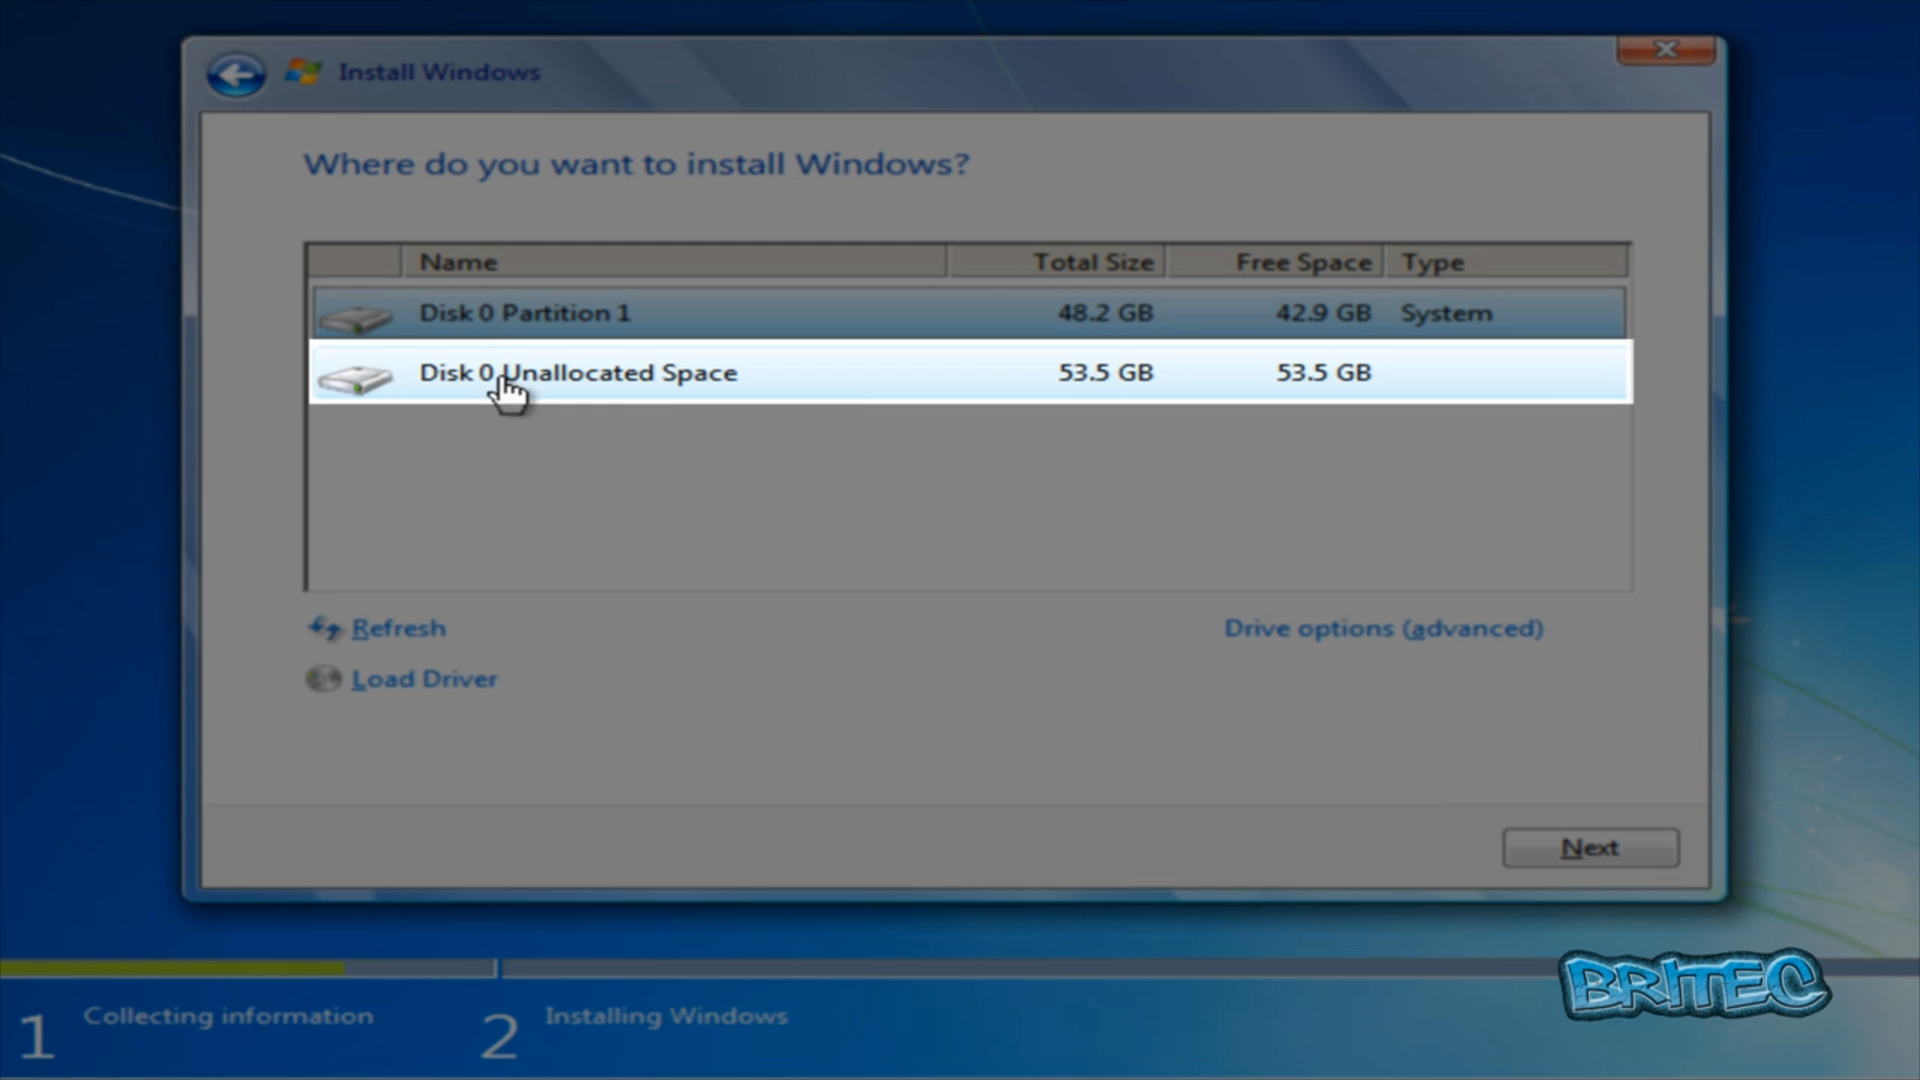 Install Windows
Where do you want to install Windows?
Name Total Size Free Space Type
Disk 0 Partition 1 48.2 GB 42.9 GB System
Disk 0 Unallocated Space 53.5 GB 53.5 GB
Refresh Drive options (advanced)
Load Driver
Next
BRITEC
1 Collecting information 2 Installing Windows